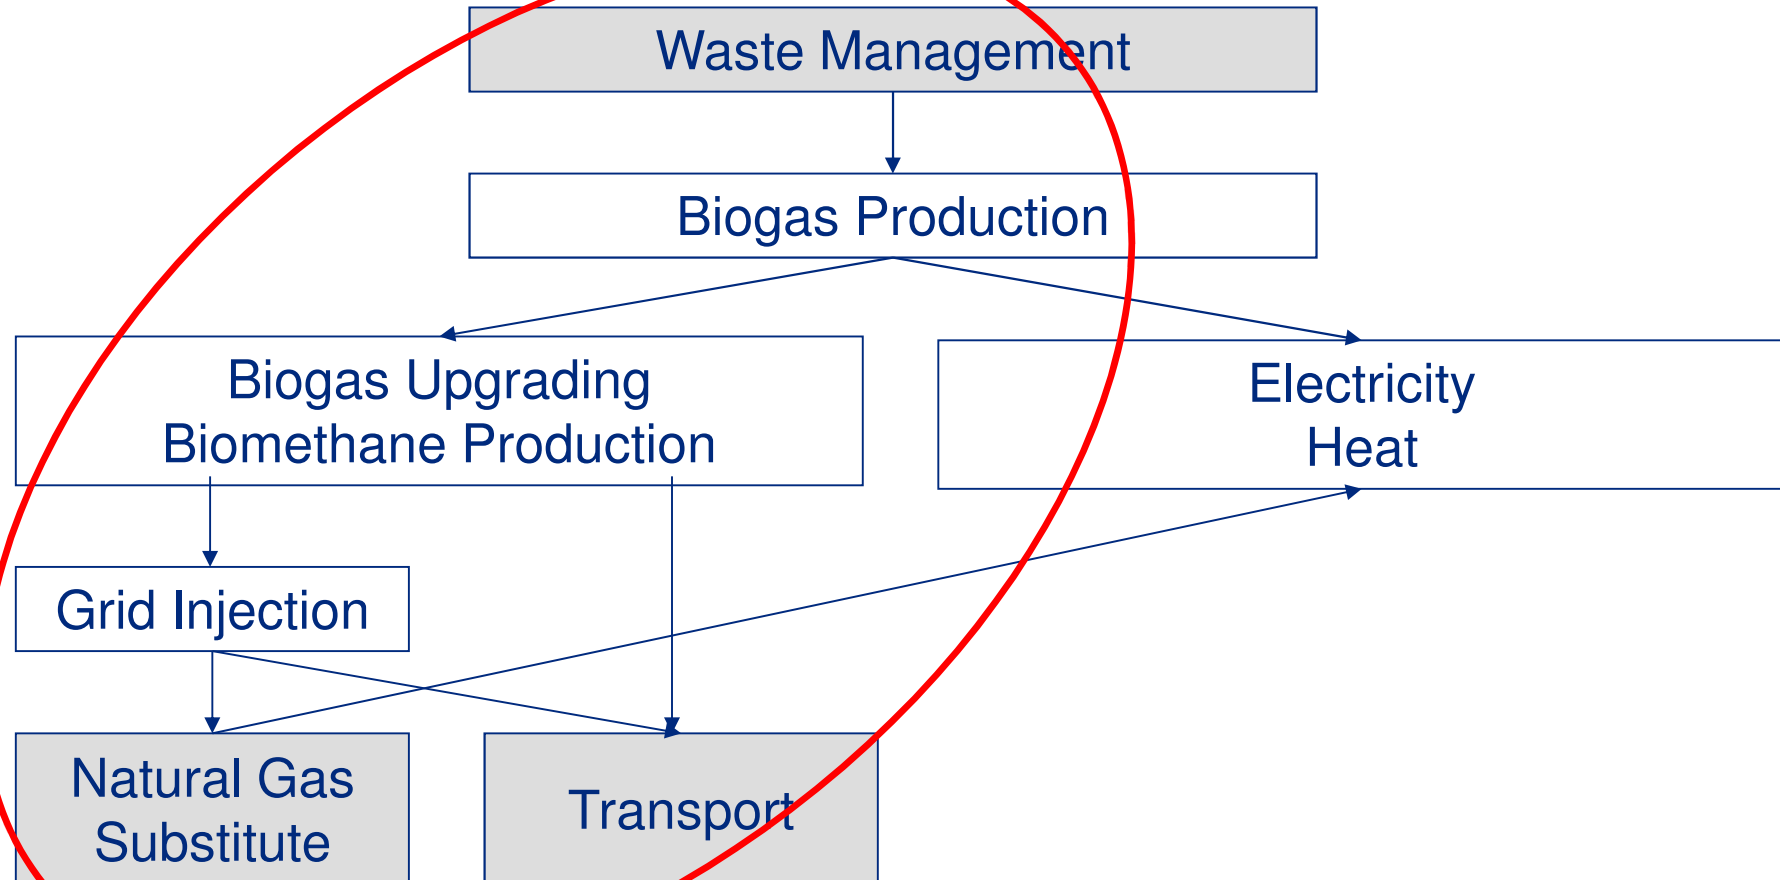 Waste Management
Biogas Production
Biogas Upgrading
Biomethane Production
Electricity
Heat
Grid Injection
Natural Gas
Substitute
Transport